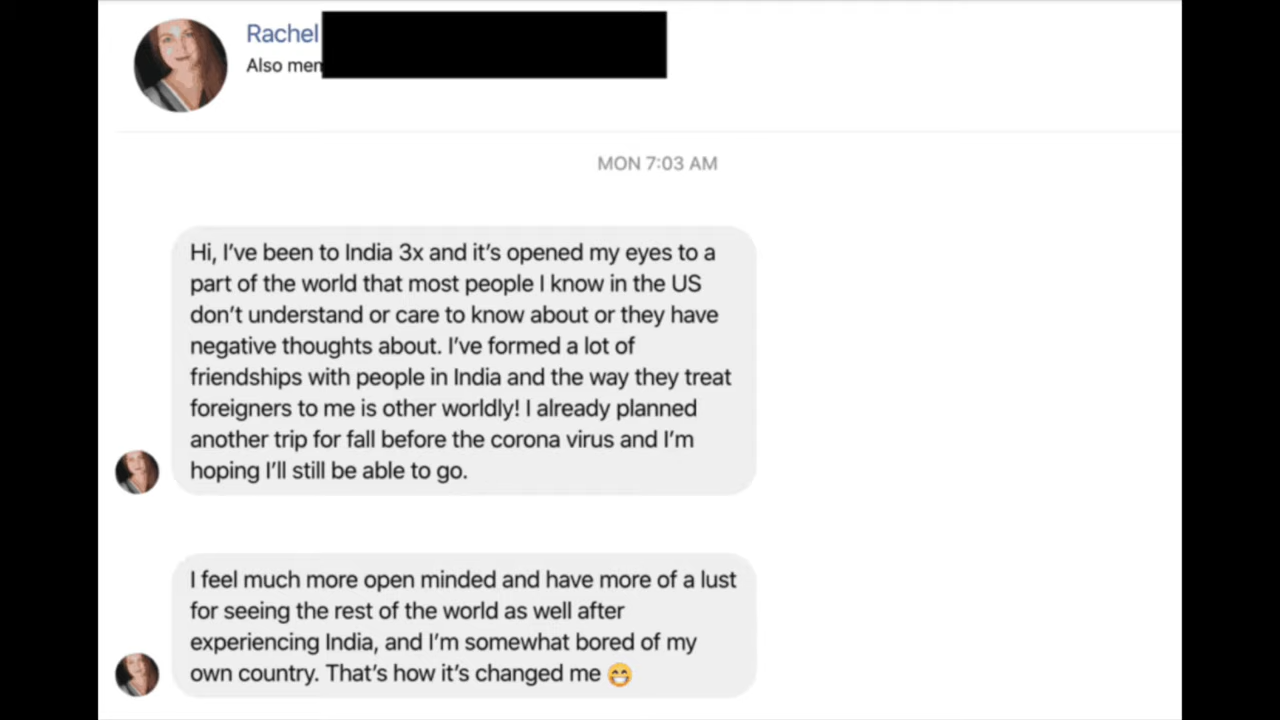 Rachel
Also
MON 7:03 AM
Hi, I've been to India 3x and it's opened my eyes to a
part of the world that most people I know in the US
don't understand or care to know about or they have
negative thoughts about. I've formed a lot of
friendships with people in India and the way they treat
foreigners to me is other worldly! I already planned
another trip for fall before the corona virus and I'm
hoping I'll still be able to go.
I feel much more open minded and have more of a lust
for seeing the rest of the world as well after
experiencing India, and I'm somewhat bored of my
own country. That's how it's changed me 😁